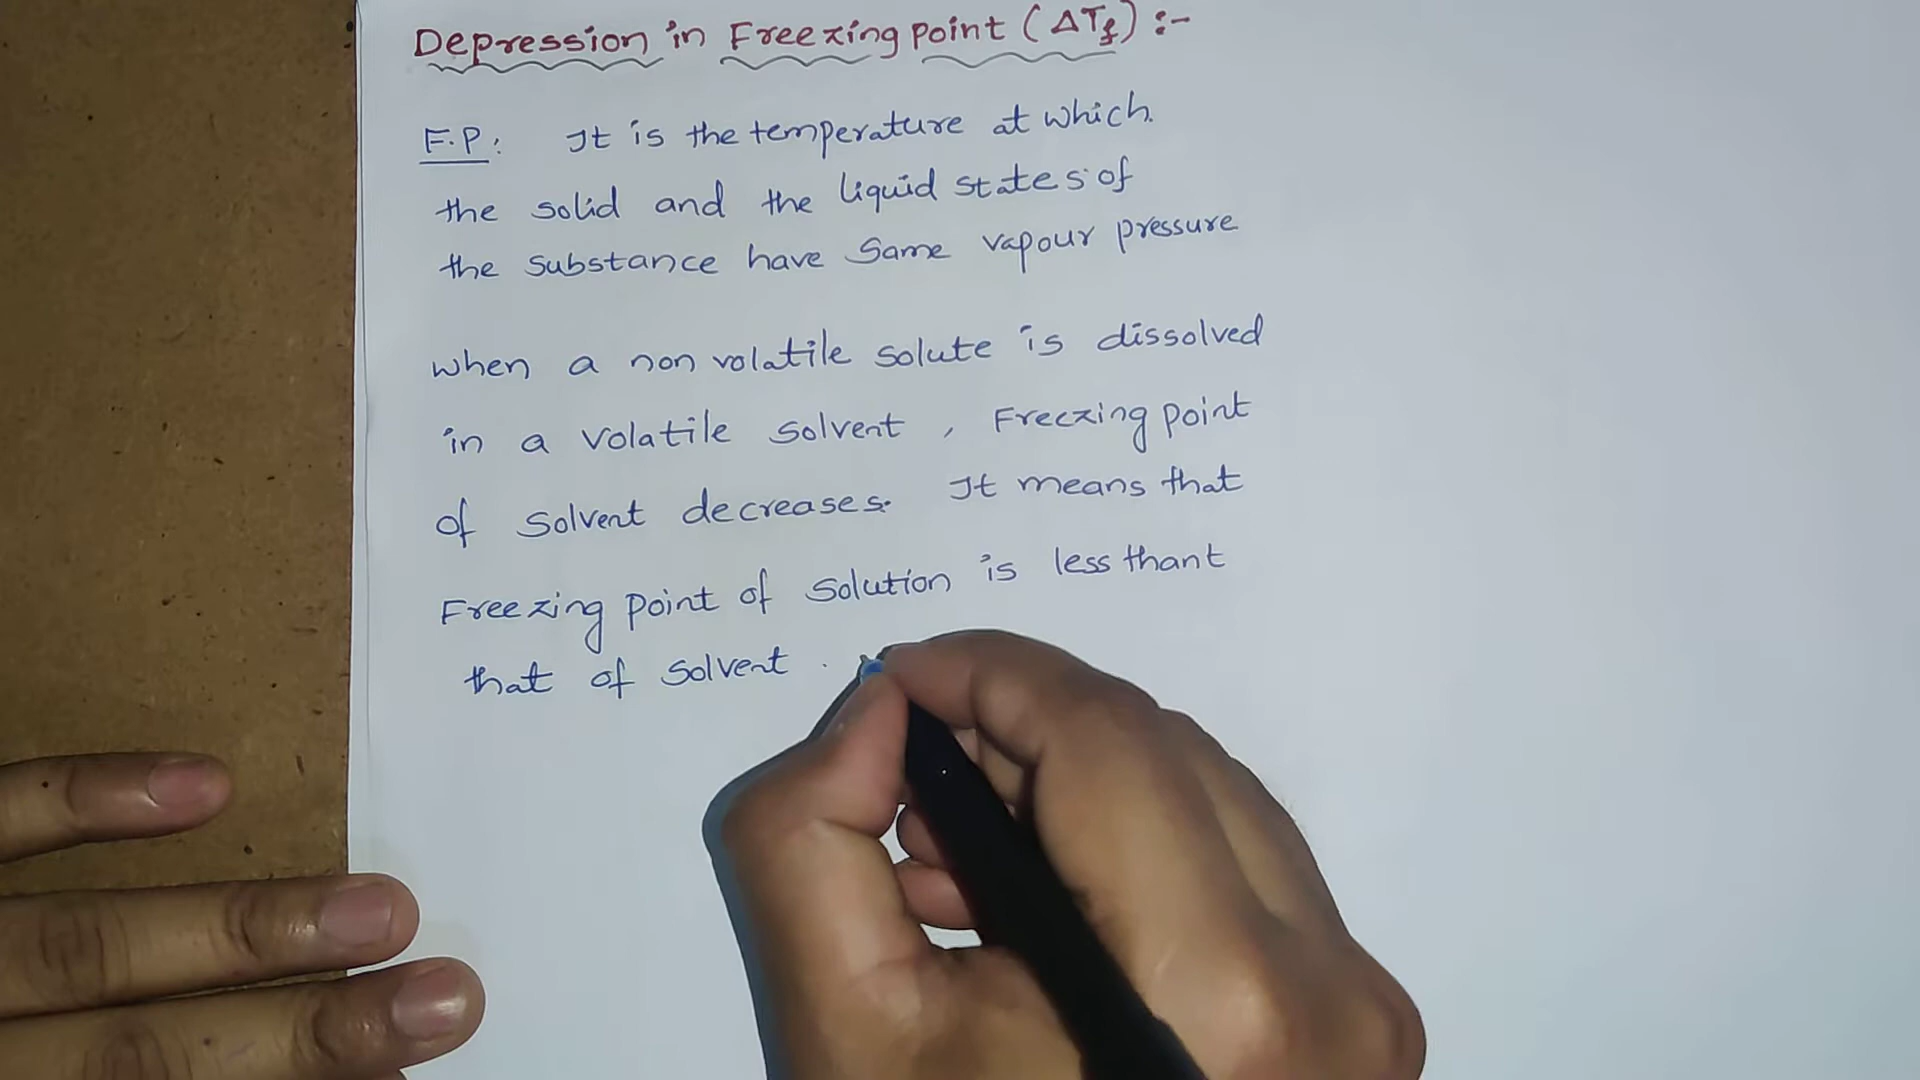 Depression in Freezing point (ΔTf) :-
F.P: It is the temperature at which
the solid and the liquid states of
the substance have same vapour pressure
when a non volatile solute is dissolved
in a volatile solvent , Freezing point
of solvent decreases. It means that
Freezing point of solution is less thant
that of solvent .